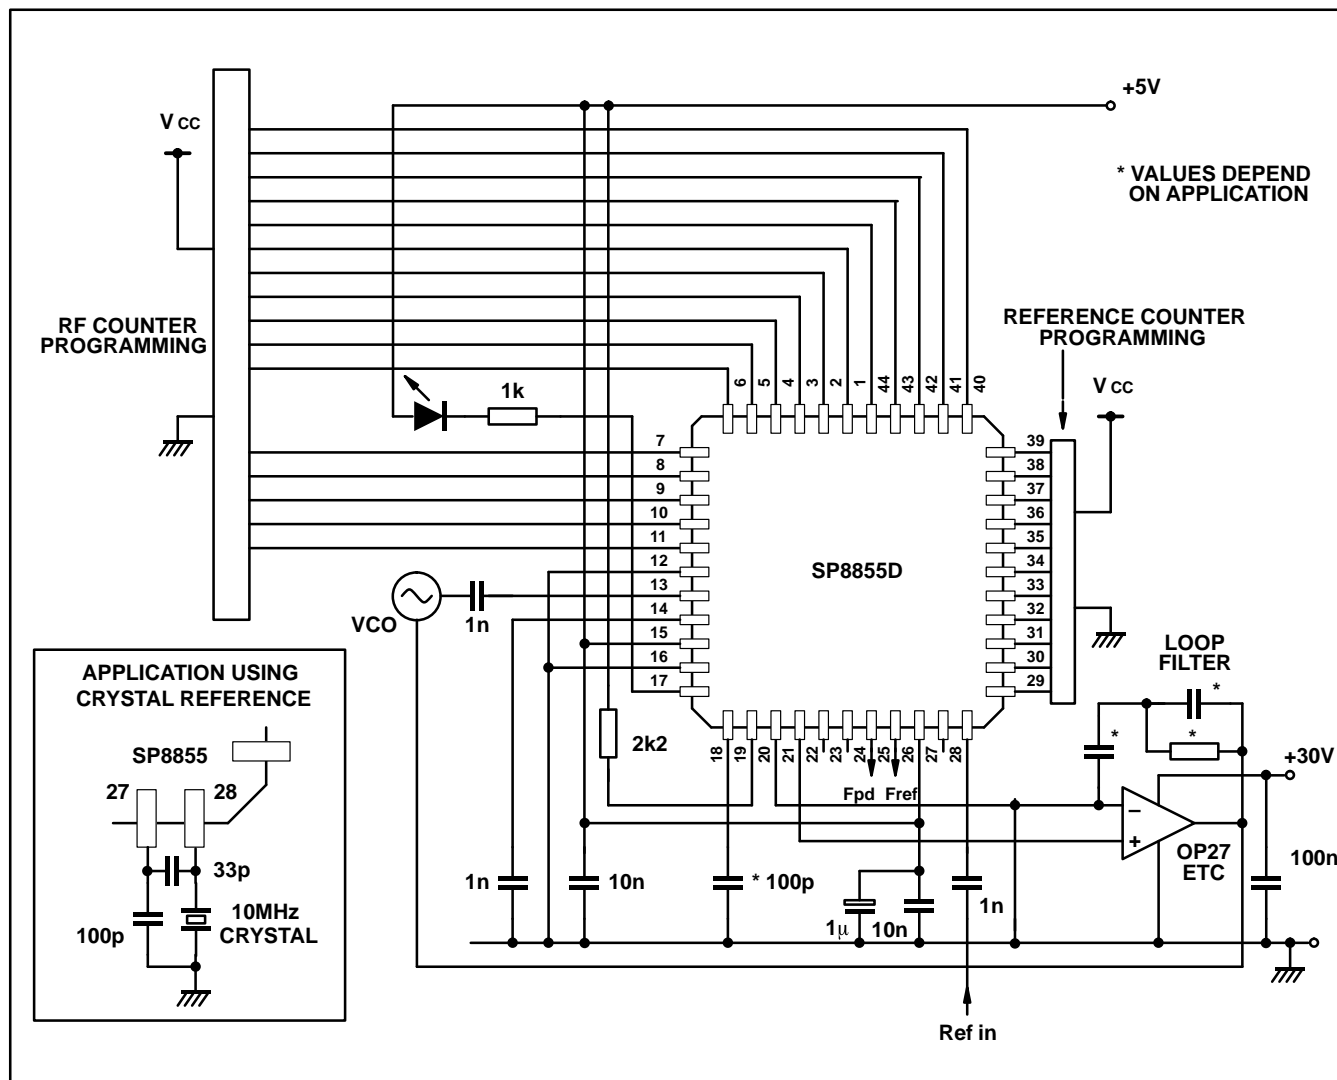 +5V
V CC
* VALUES DEPEND
ON APPLICATION
RF COUNTER
PROGRAMMING
REFERENCE COUNTER
PROGRAMMING
V CC
1k
6
5
4
3
2
1
44
43
42
41
40
7
8
9
10
11
12
13
14
15
16
17
SP8855D
39
38
37
36
35
34
33
32
31
30
29
VCO
1n
LOOP
FILTER
*
*
*
+30V
2k2
18
19
20
21
22
23
24
25
26
27
28
Fpd
Fref
−
+
OP27
ETC
100n
1n
10n
* 100p
1μ
10n
1n
Ref in
APPLICATION USING
CRYSTAL REFERENCE
SP8855
27
28
33p
100p
10MHz
CRYSTAL